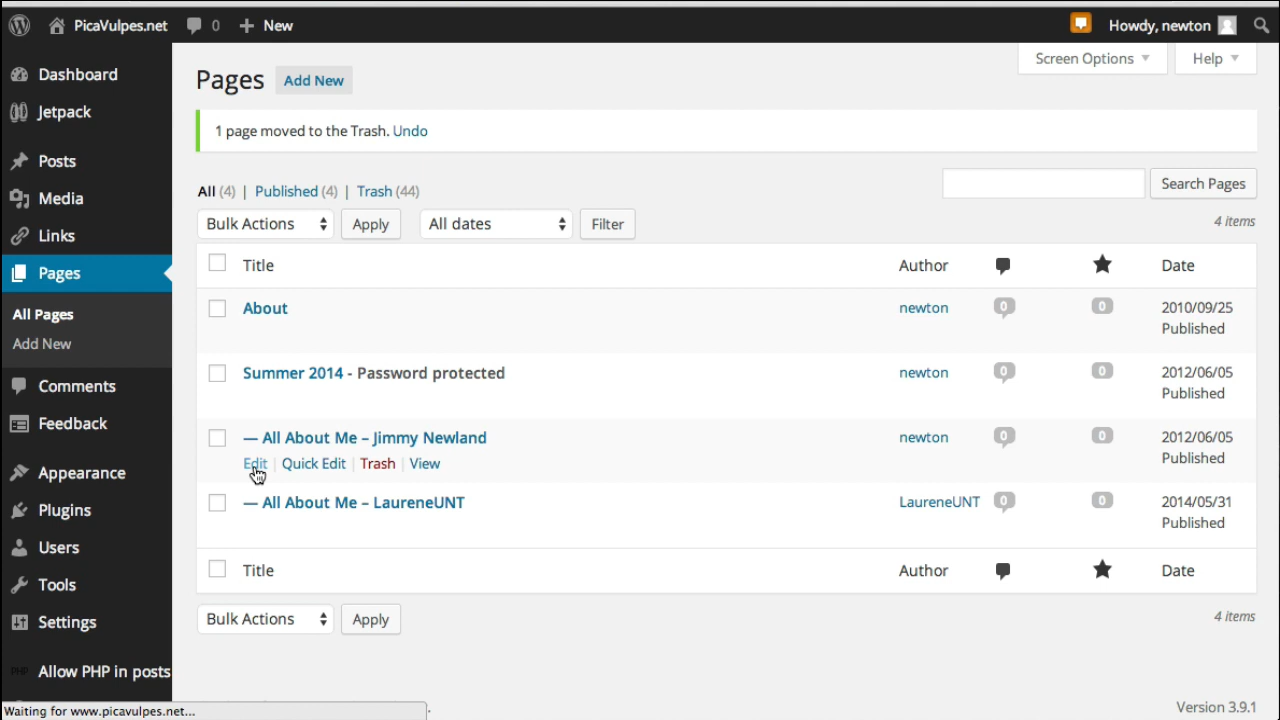 PicaVulpes.net 0 + New Howdy, newton
Dashboard
Jetpack
Posts
Media
Links
Pages
All Pages
Add New
Comments
Feedback
Appearance
Plugins
Users
Tools
Settings
PHP Allow PHP in posts
Screen Options Help
Pages Add New
1 page moved to the Trash. Undo
All (4) | Published (4) | Trash (44)
Search Pages
Bulk Actions Apply All dates Filter 4 items
Title Author Date
About newton 0 0 2010/09/25
Published
Summer 2014 - Password protected newton 0 0 2012/06/05
Published
— All About Me – Jimmy Newland newton 0 0 2012/06/05
Edit | Quick Edit | Trash | View Published
— All About Me – LaureneUNT LaureneUNT 0 0 2014/05/31
Published
Title Author Date
Bulk Actions Apply 4 items
Version 3.9.1
Waiting for www.picavulpes.net...